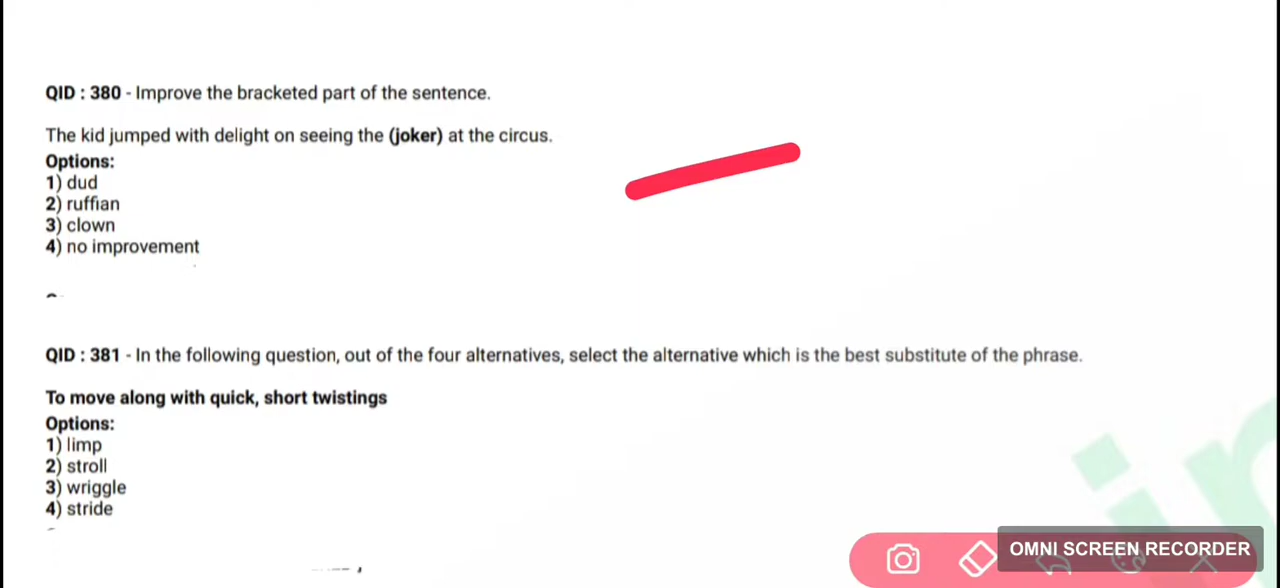 QID : 380 - Improve the bracketed part of the sentence.
The kid jumped with delight on seeing the (joker) at the circus.
Options:
1) dud
2) ruffian
3) clown
4) no improvement
QID : 381 - In the following question, out of the four alternatives, select the alternative which is the best substitute of the phrase.
To move along with quick, short twistings
Options:
1) limp
2) stroll
3) wriggle
4) stride
OMNI SCREEN RECORDER